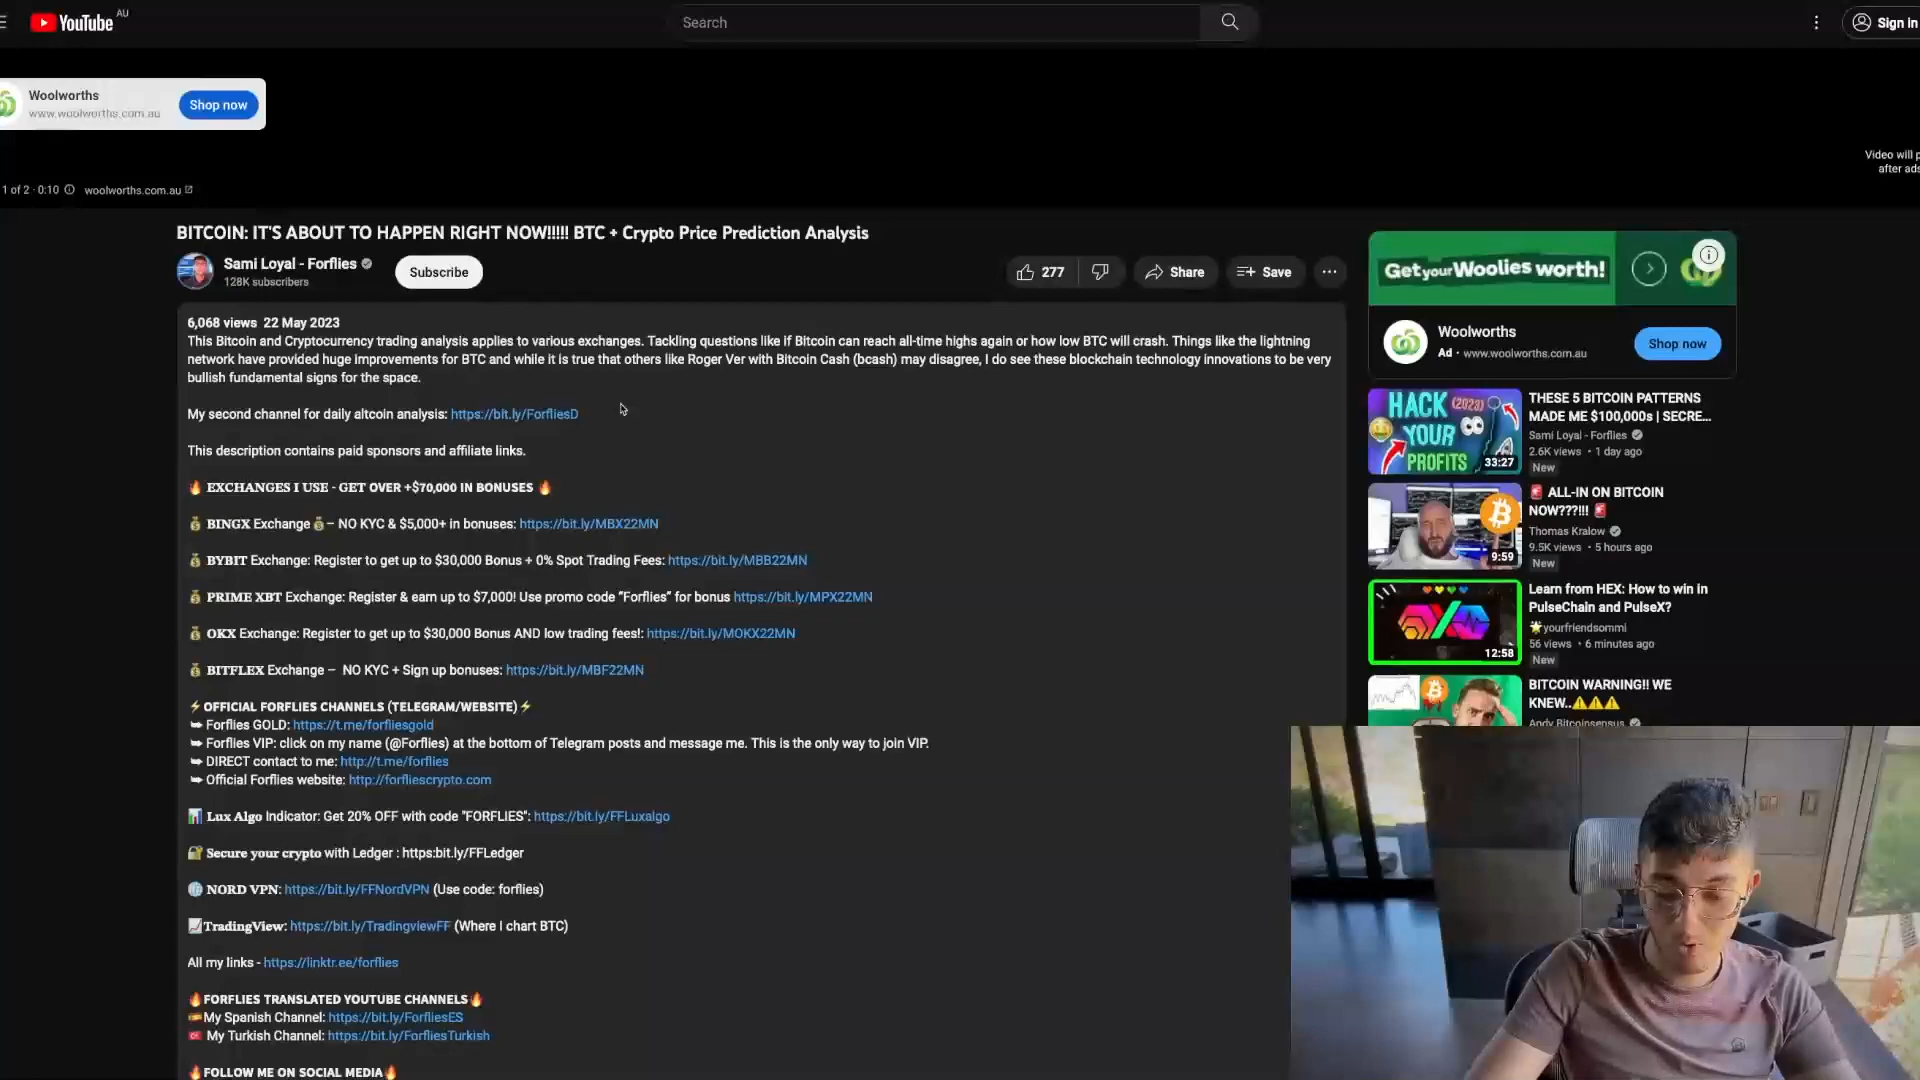 YouTube AU
Search
Sign in
Woolworths
www.woolworths.com.au
Shop now
Video will p
after ads
1 of 2 · 0:10 woolworths.com.au
BITCOIN: IT'S ABOUT TO HAPPEN RIGHT NOW!!!!! BTC + Crypto Price Prediction Analysis
Sami Loyal - Forflies
128K subscribers
Subscribe
277
Share
Save
6,068 views 22 May 2023
This Bitcoin and Cryptocurrency trading analysis applies to various exchanges. Tackling questions like if Bitcoin can reach all-time highs again or how low BTC will crash. Things like the lightning
network have provided huge improvements for BTC and while it is true that others like Roger Ver with Bitcoin Cash (bcash) may disagree, I do see these blockchain technology innovations to be very
bullish fundamental signs for the space.
My second channel for daily altcoin analysis: https://bit.ly/ForfliesD
This description contains paid sponsors and affiliate links.
🔥 EXCHANGES I USE - GET OVER +$70,000 IN BONUSES 🔥
💰 BINGX Exchange 💰– NO KYC & $5,000+ in bonuses: https://bit.ly/MBX22MN
💰 BYBIT Exchange: Register to get up to $30,000 Bonus + 0% Spot Trading Fees: https://bit.ly/MBB22MN
💰 PRIME XBT Exchange: Register & earn up to $7,000! Use promo code “Forflies” for bonus https://bit.ly/MPX22MN
💰 OKX Exchange: Register to get up to $30,000 Bonus AND low trading fees!: https://bit.ly/MOKX22MN
💰 BITFLEX Exchange – NO KYC + Sign up bonuses: https://bit.ly/MBF22MN
⚡OFFICIAL FORFLIES CHANNELS (TELEGRAM/WEBSITE)⚡
➥ Forflies GOLD: https://t.me/forfliesgold
➥ Forflies VIP: click on my name (@Forflies) at the bottom of Telegram posts and message me. This is the only way to join VIP.
➥ DIRECT contact to me: http://t.me/forflies
➥ Official Forflies website: http://forfliescrypto.com
📊 Lux Algo Indicator: Get 20% OFF with code "FORFLIES": https://bit.ly/FFLuxalgo
🔐 Secure your crypto with Ledger : https:bit.ly/FFLedger
🌐 NORD VPN: https://bit.ly/FFNordVPN (Use code: forflies)
📈TradingView: https://bit.ly/TradingviewFF (Where I chart BTC)
All my links - https://linktr.ee/forflies
🔥FORFLIES TRANSLATED YOUTUBE CHANNELS🔥
🇪🇸My Spanish Channel: https://bit.ly/ForfliesES
🇹🇷 My Turkish Channel: https://bit.ly/ForfliesTurkish
🔥FOLLOW ME ON SOCIAL MEDIA🔥
Get your Woolies worth!
Woolworths
Ad · www.woolworths.com.au
Shop now
HACK (2023)
YOUR
PROFITS
33:27
THESE 5 BITCOIN PATTERNS
MADE ME $100,000s | SECRE...
Sami Loyal - Forflies
2.6K views · 1 day ago
New
9:59
🚨 ALL-IN ON BITCOIN
NOW???!!! 🚨
Thomas Kralow
9.5K views · 5 hours ago
New
12:58
Learn from HEX: How to win in
PulseChain and PulseX?
🌟yourfriendsommi
56 views · 6 minutes ago
New
BITCOIN WARNING!! WE
KNEW..⚠️⚠️⚠️
Andy Bitcoinsensus